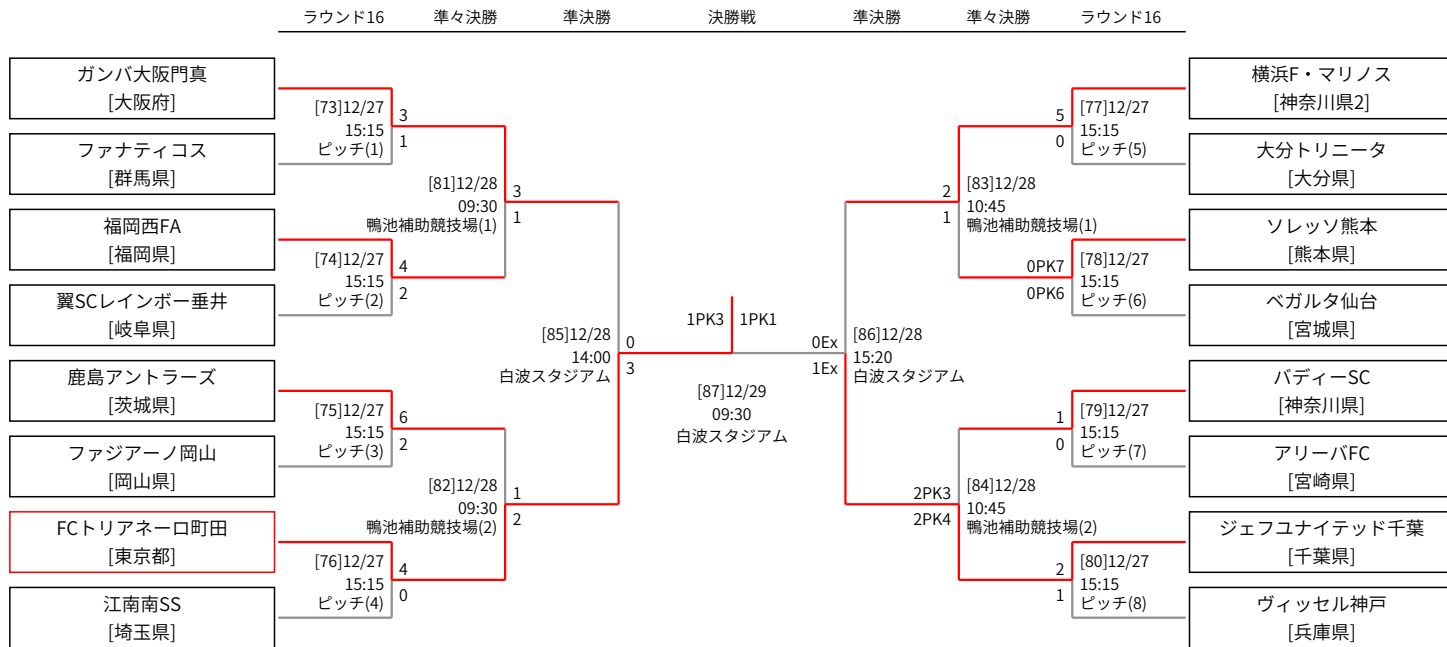 ラウンド16 準々決勝 準決勝 決勝戦 準決勝 準々決勝 ラウンド16
ガンバ大阪門真
[大阪府]
ファナティコス
[群馬県]
福岡西FA
[福岡県]
翼SCレインボー垂井
[岐阜県]
鹿島アントラーズ
[茨城県]
ファジアーノ岡山
[岡山県]
FCトリアネーロ町田
[東京都]
江南南SS
[埼玉県]
[73]12/27
15:15
ピッチ(1)
3
1
[74]12/27
15:15
ピッチ(2)
4
2
[75]12/27
15:15
ピッチ(3)
6
2
[76]12/27
15:15
ピッチ(4)
4
0
[81]12/28
09:30
鴨池補助競技場(1)
3
1
[82]12/28
09:30
鴨池補助競技場(2)
1
2
[85]12/28
14:00
白波スタジアム
0
3
1PK3 1PK1
[87]12/29
09:30
白波スタジアム
0Ex
1Ex
[86]12/28
15:20
白波スタジアム
2
1
[83]12/28
10:45
鴨池補助競技場(1)
2PK3
2PK4
[84]12/28
10:45
鴨池補助競技場(2)
5
0
[77]12/27
15:15
ピッチ(5)
0PK7
0PK6
[78]12/27
15:15
ピッチ(6)
1
0
[79]12/27
15:15
ピッチ(7)
2
1
[80]12/27
15:15
ピッチ(8)
横浜F・マリノス
[神奈川県2]
大分トリニータ
[大分県]
ソレッソ熊本
[熊本県]
ベガルタ仙台
[宮城県]
バディーSC
[神奈川県]
アリーバFC
[宮崎県]
ジェフユナイテッド千葉
[千葉県]
ヴィッセル神戸
[兵庫県]